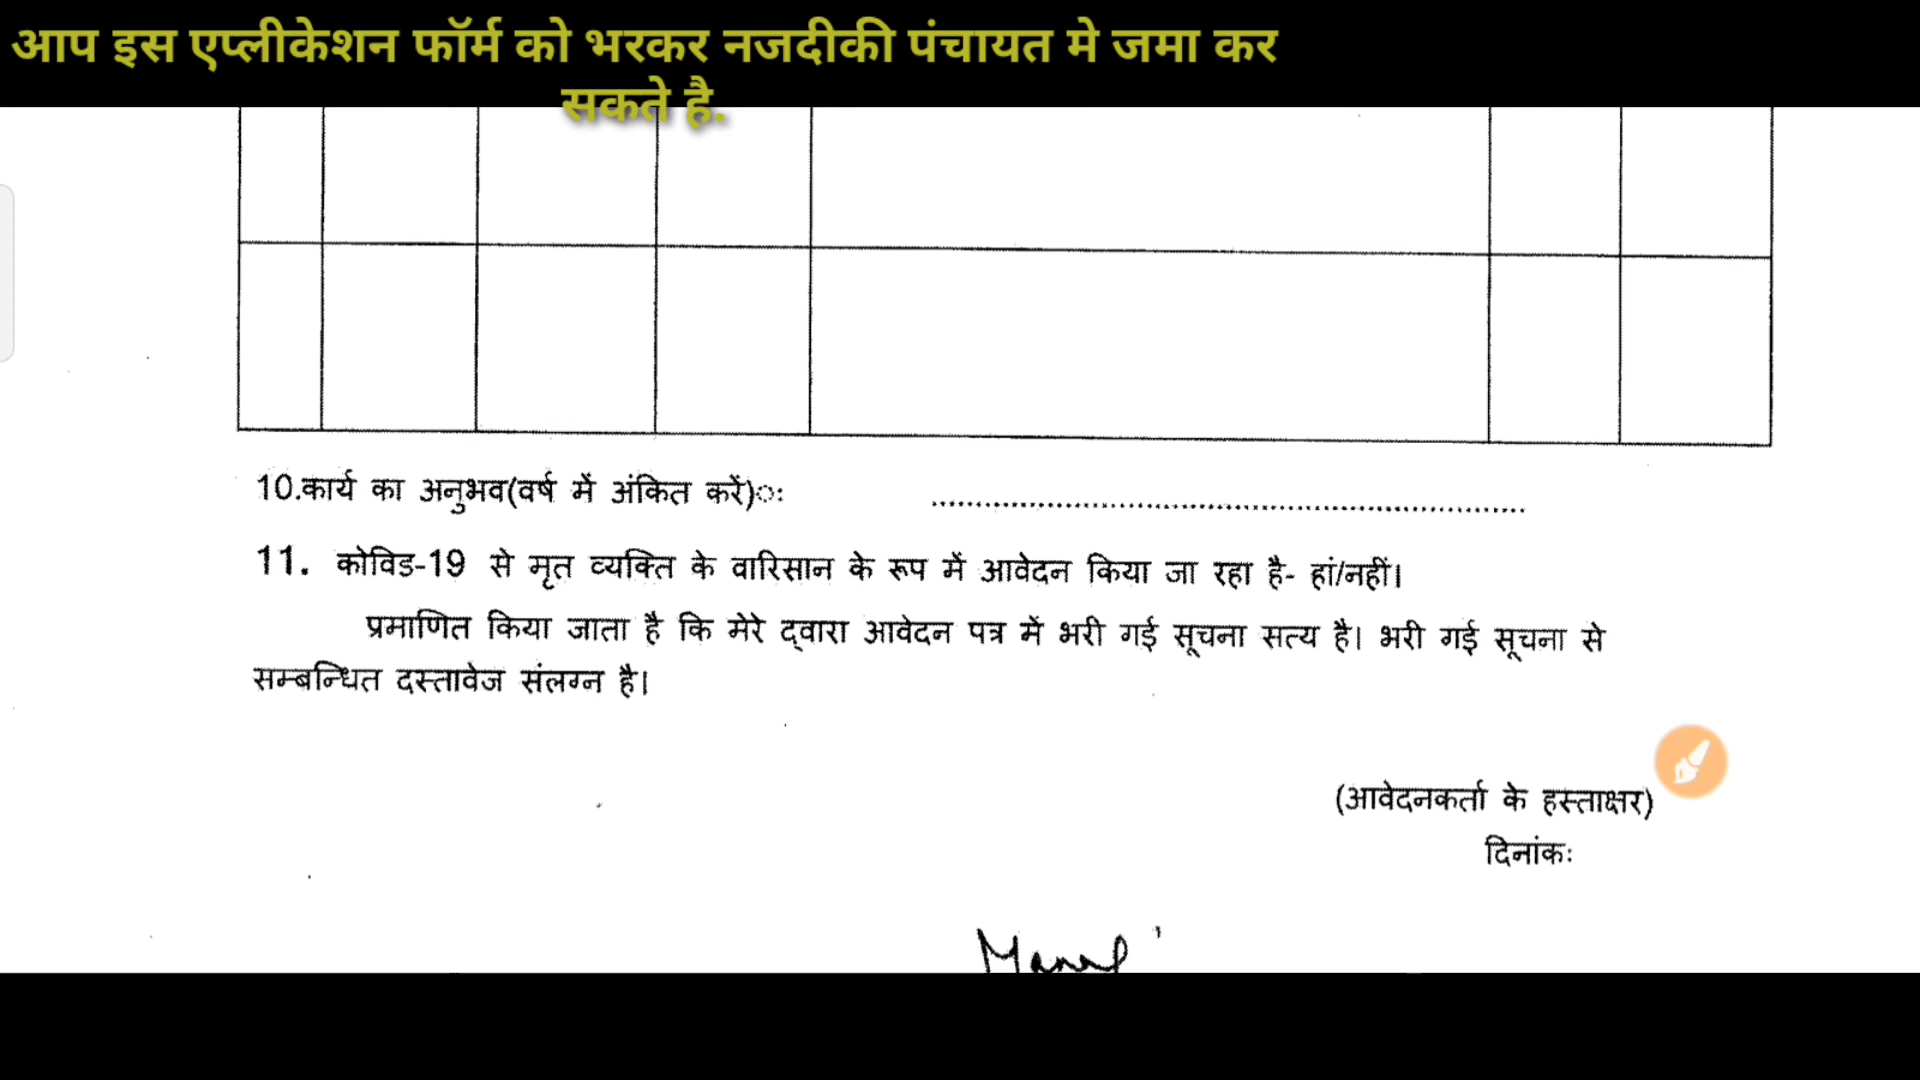 आप इस एप्लीकेशन फॉर्म को भरकर नजदीकी पंचायत मे जमा कर
सकते है.
10.कार्य का अनुभव(वर्ष में अंकित करें)ः ................................................................
11. कोविड-19 से मृत व्यक्ति के वारिसान के रूप में आवेदन किया जा रहा है- हां/नहीं।
प्रमाणित किया जाता है कि मेरे द्वारा आवेदन पत्र में भरी गई सूचना सत्य है। भरी गई सूचना से
सम्बन्धित दस्तावेज संलग्न है।
(आवेदनकर्ता के हस्ताक्षर)
दिनांकः